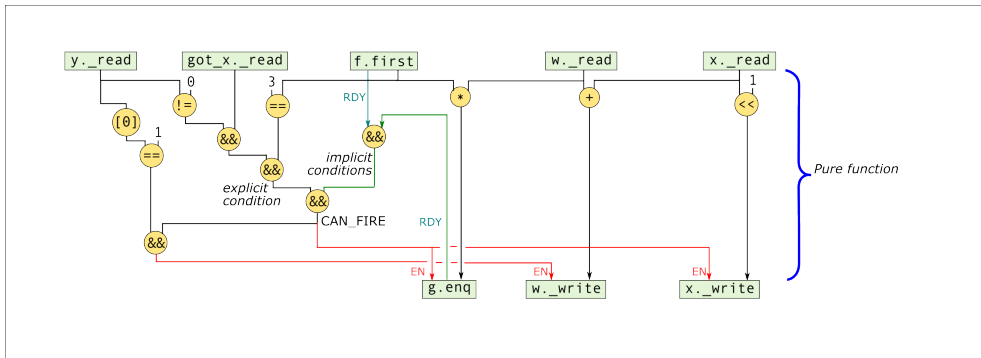 y._read
got_x._read
f.first
w._read
x._read
0
3
1
RDY
!=
==
*
+
<<
[0]
1
&&
&&
==
implicit
conditions
Pure function
&&
explicit
condition
&&
CAN_FIRE
RDY
&&
EN
EN
EN
g.enq
w._write
x._write